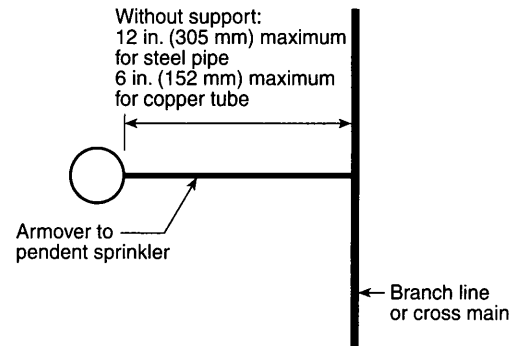 Without support:
12 in. (305 mm) maximum
for steel pipe
6 in. (152 mm) maximum
for copper tube
Armover to
pendent sprinkler
Branch line
or cross main